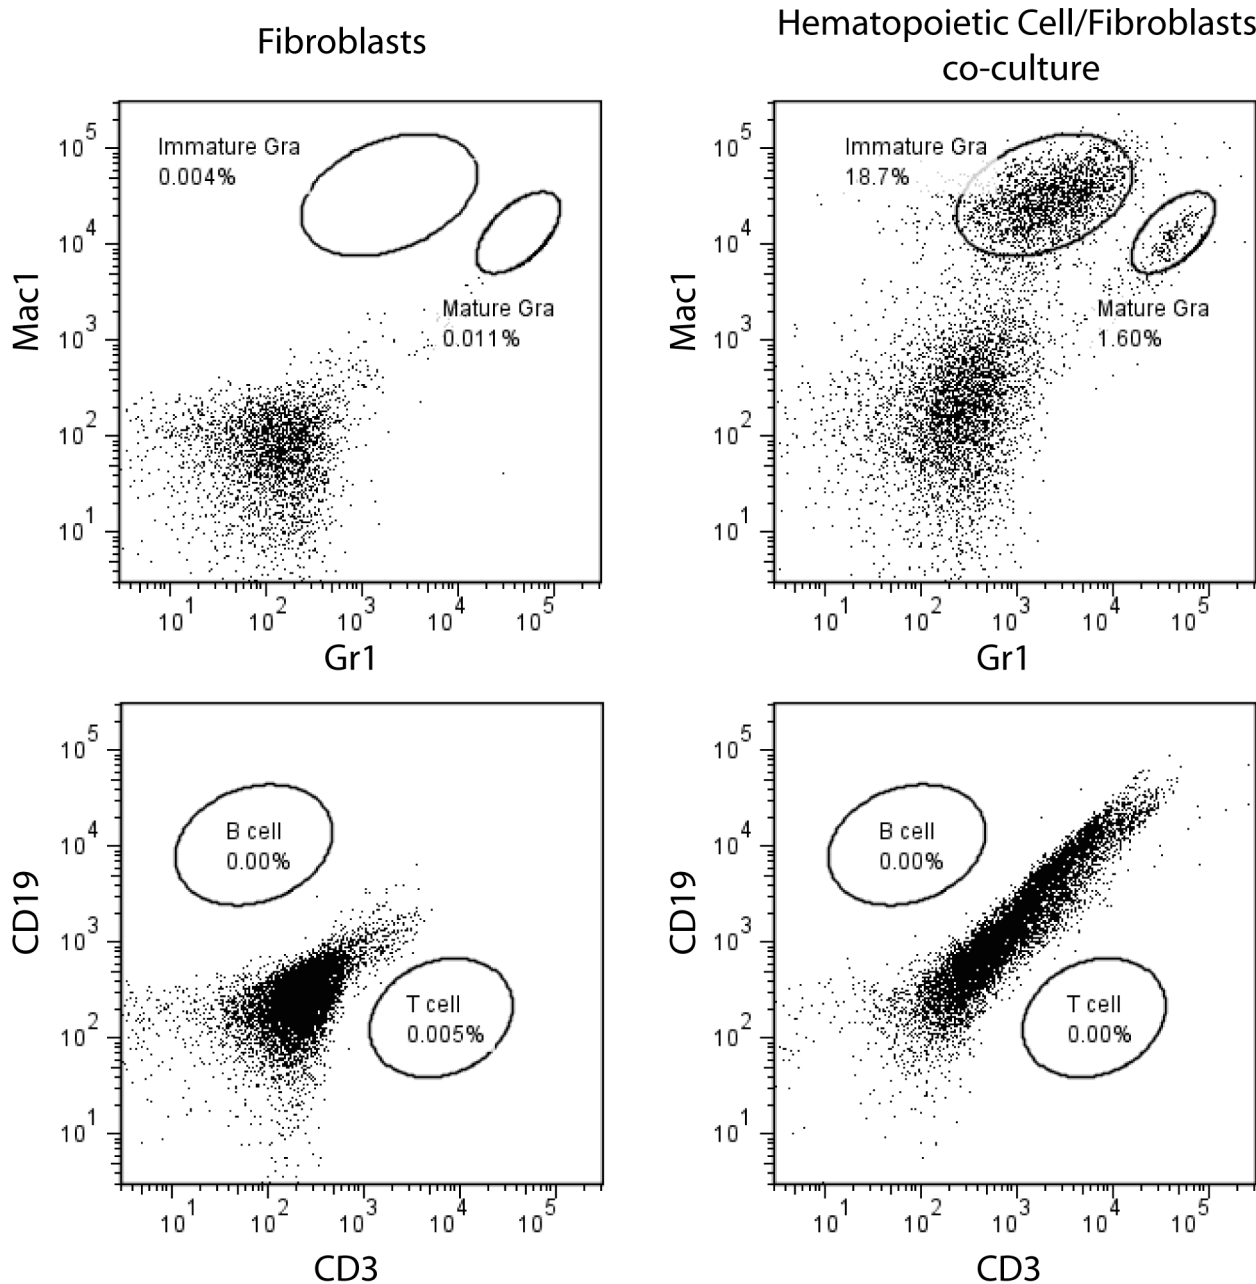 Fibroblasts
Hematopoietic Cell/Fibroblasts
co-culture
Immature Gra
0.004%
Mature Gra
0.011%
Mac1
10^5
10^4
10^3
10^2
10^1
10^1 10^2 10^3 10^4 10^5
Gr1
Immature Gra
18.7%
Mature Gra
1.60%
Mac1
10^5
10^4
10^3
10^2
10^1
10^1 10^2 10^3 10^4 10^5
Gr1
B cell
0.00%
T cell
0.005%
CD19
10^5
10^4
10^3
10^2
10^1
10^1 10^2 10^3 10^4 10^5
CD3
B cell
0.00%
T cell
0.00%
CD19
10^5
10^4
10^3
10^2
10^1
10^1 10^2 10^3 10^4 10^5
CD3